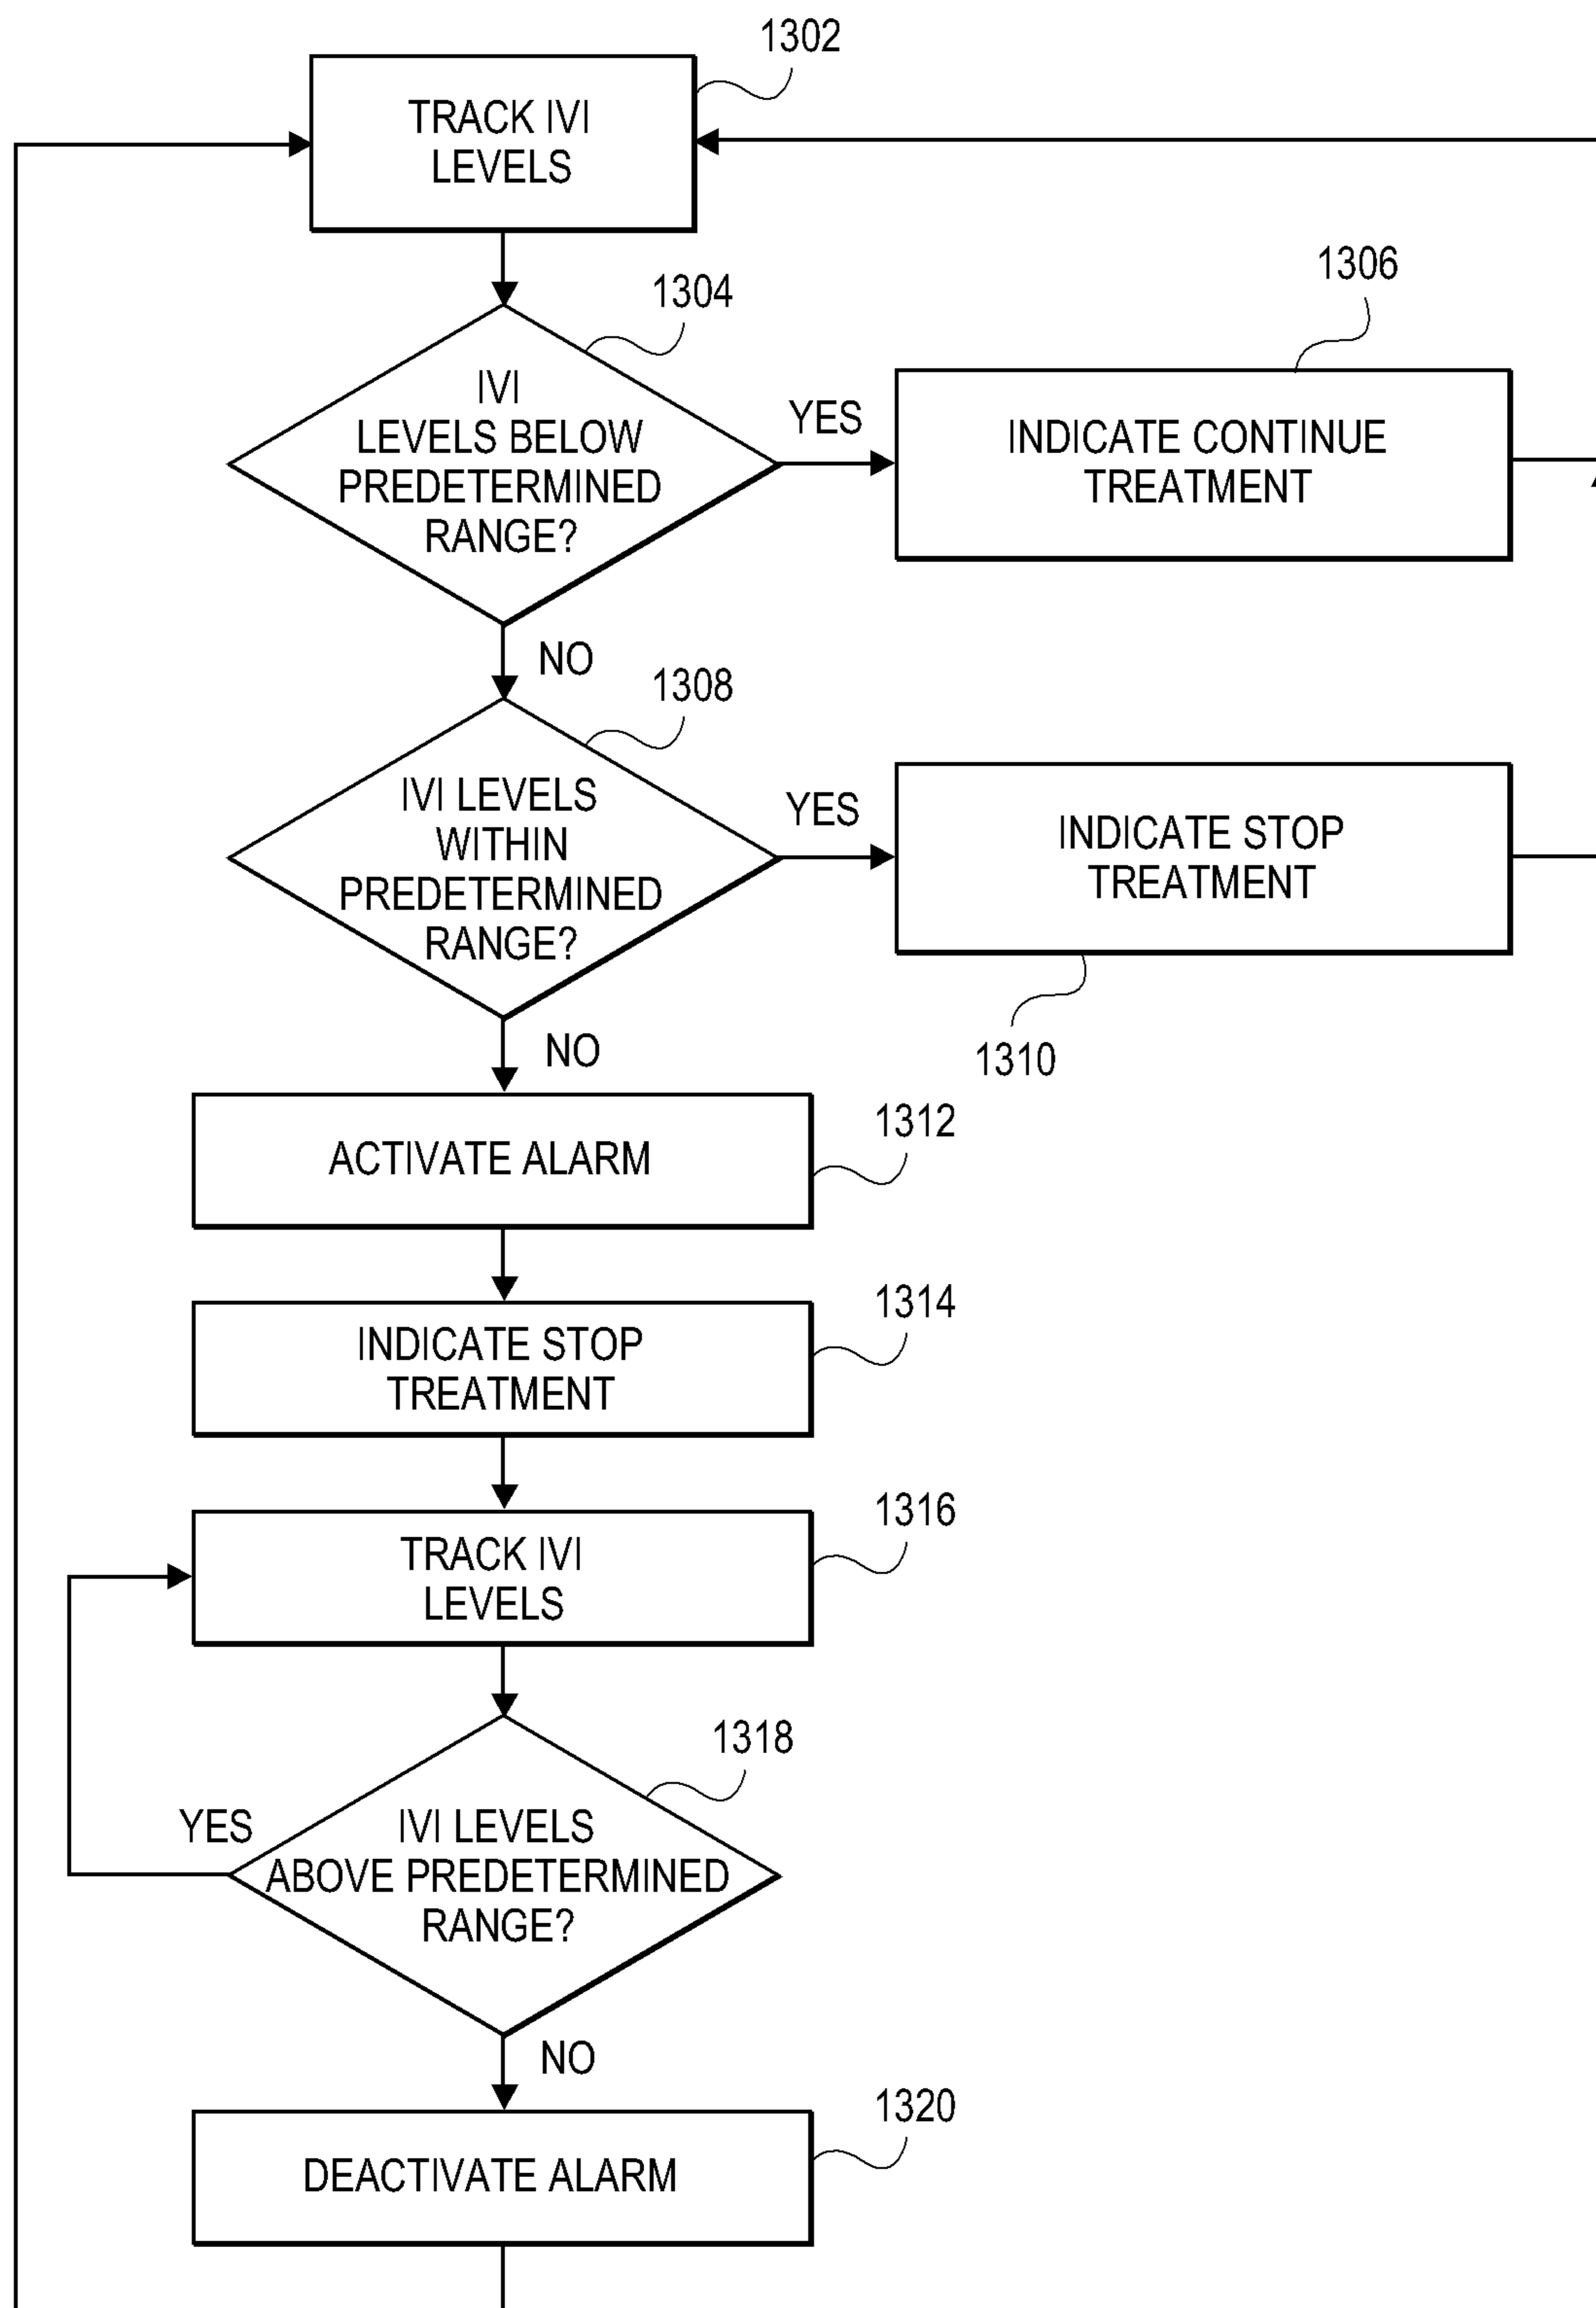 1302
TRACK IVI
LEVELS
1304
1306
IVI
LEVELS BELOW
PREDETERMINED
RANGE?
YES
INDICATE CONTINUE
TREATMENT
NO
1308
IVI LEVELS
WITHIN
PREDETERMINED
RANGE?
YES
INDICATE STOP
TREATMENT
1310
NO
ACTIVATE ALARM
1312
INDICATE STOP
TREATMENT
1314
TRACK IVI
LEVELS
1316
1318
YES
IVI LEVELS
ABOVE PREDETERMINED
RANGE?
NO
1320
DEACTIVATE ALARM